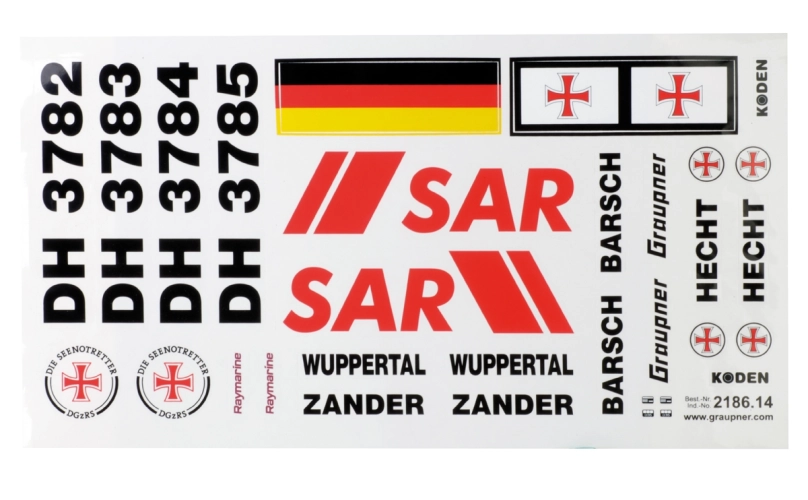 DH 3782
DH 3783
DH 3784
DH 3785
KODEN
SAR
SAR
BARSCH
BARSCH
Graupner
Graupner
HECHT
HECHT
DIE SEENOTRETTER
DGzRS
DIE SEENOTRETTER
DGzRS
Raymarine
Raymarine
WUPPERTAL
WUPPERTAL
ZANDER
ZANDER
KODEN
Best.-Nr.
Ind.-No. 2186.14
www.graupner.com